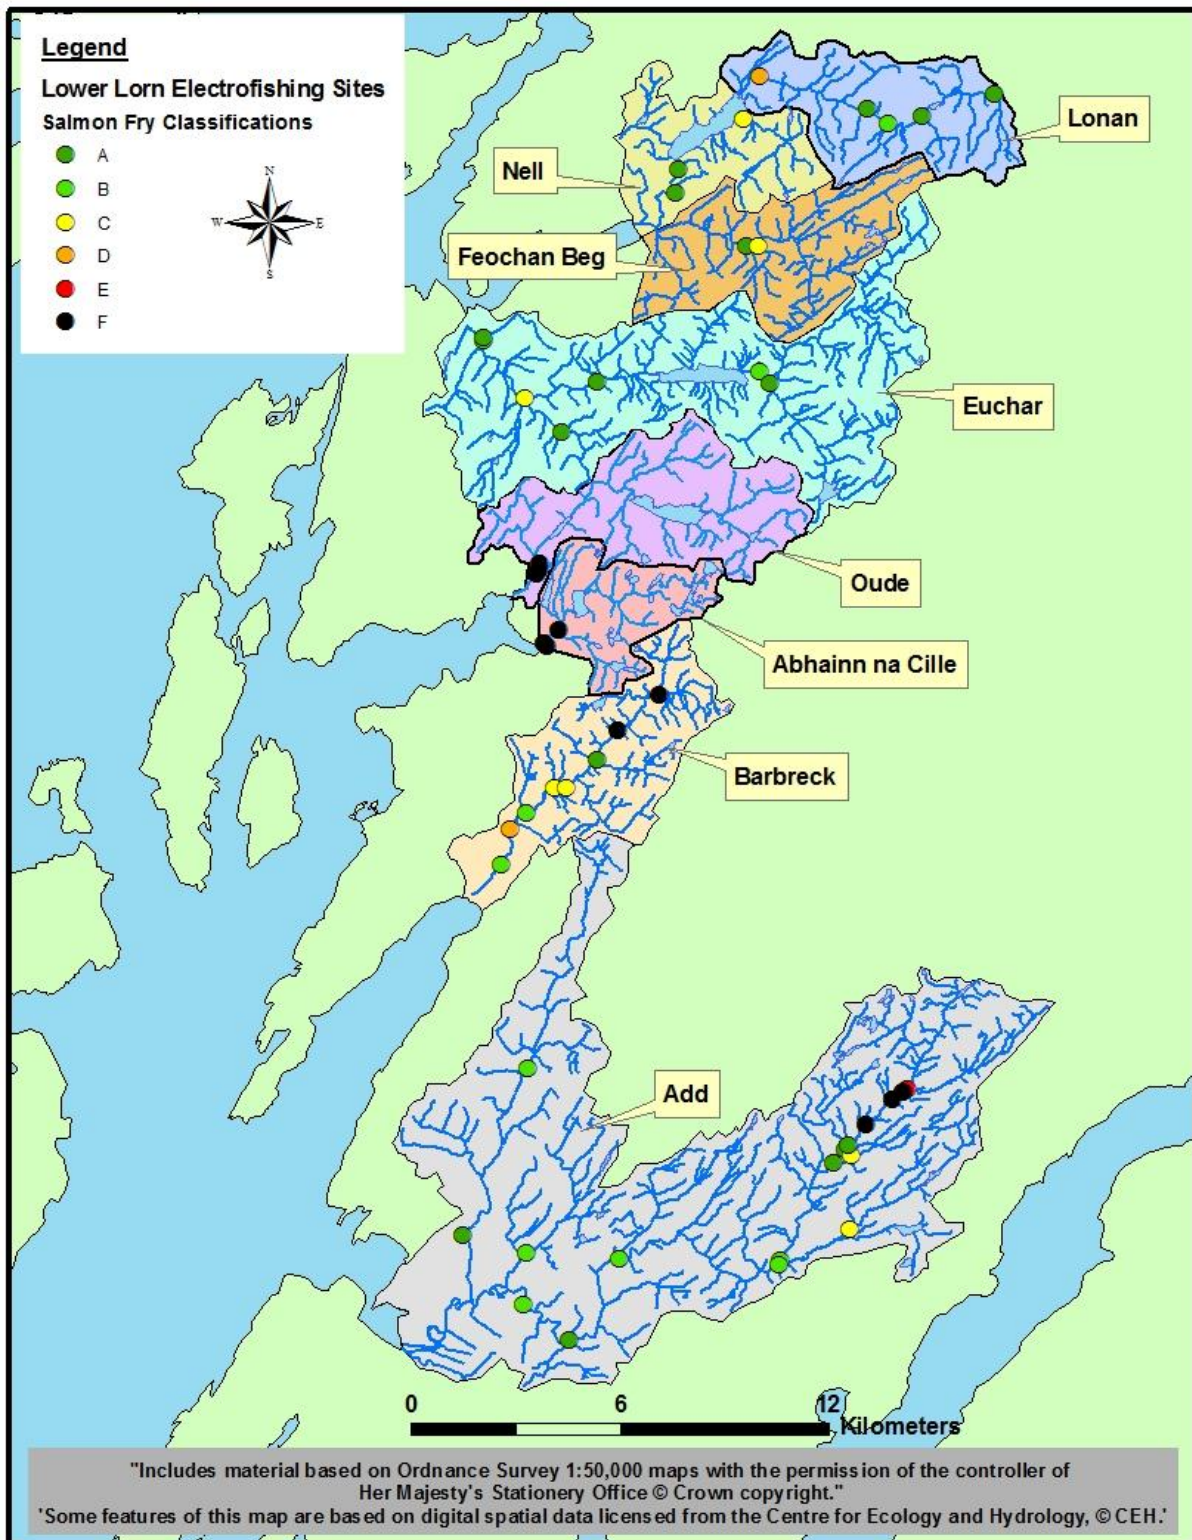 Legend
Lower Lorn Electrofishing Sites
Salmon Fry Classifications
A
B
C
D
E
F
N
W E
S
Lonan
Nell
Feochan Beg
Euchar
Oude
Abhainn na Cille
Barbreck
Add
0 6 12
Kilometers
"Includes material based on Ordnance Survey 1:50,000 maps with the permission of the controller of
Her Majesty's Stationery Office © Crown copyright."
'Some features of this map are based on digital spatial data licensed from the Centre for Ecology and Hydrology, © CEH.'